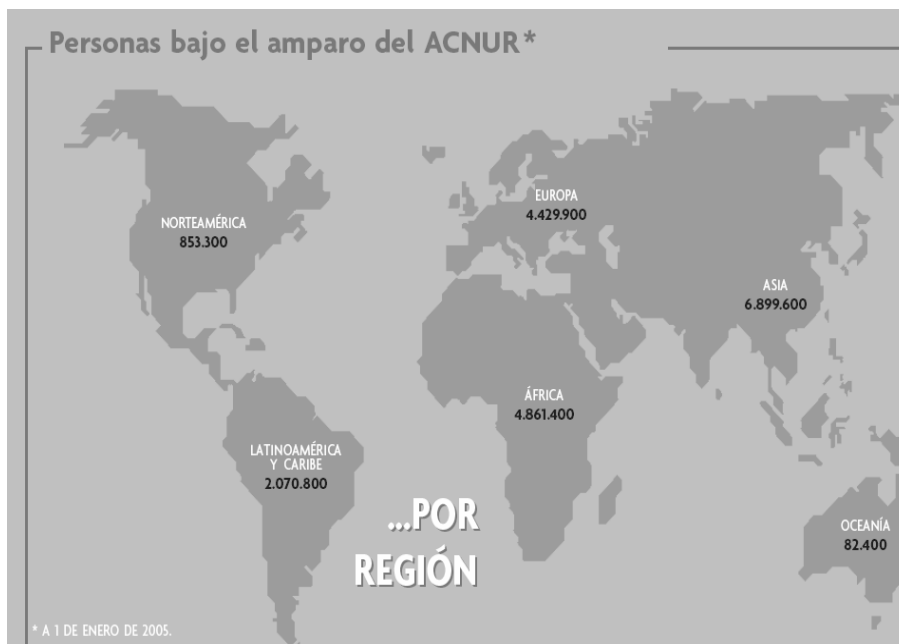 Personas bajo el amparo del ACNUR*
NORTEAMÉRICA
853.300
EUROPA
4.429.900
ASIA
6.899.600
ÁFRICA
4.861.400
LATINOAMÉRICA
Y CARIBE
2.070.800
OCEANÍA
82.400
...POR
REGIÓN
* A 1 DE ENERO DE 2005.